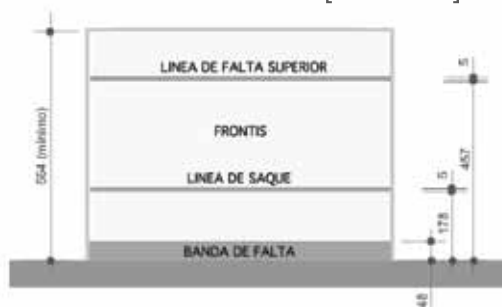 LINEA DE FALTA SUPERIOR
FRONTIS
LINEA DE SAQUE
BANDA DE FALTA
564 (mínimo)
5
457
5
178
48